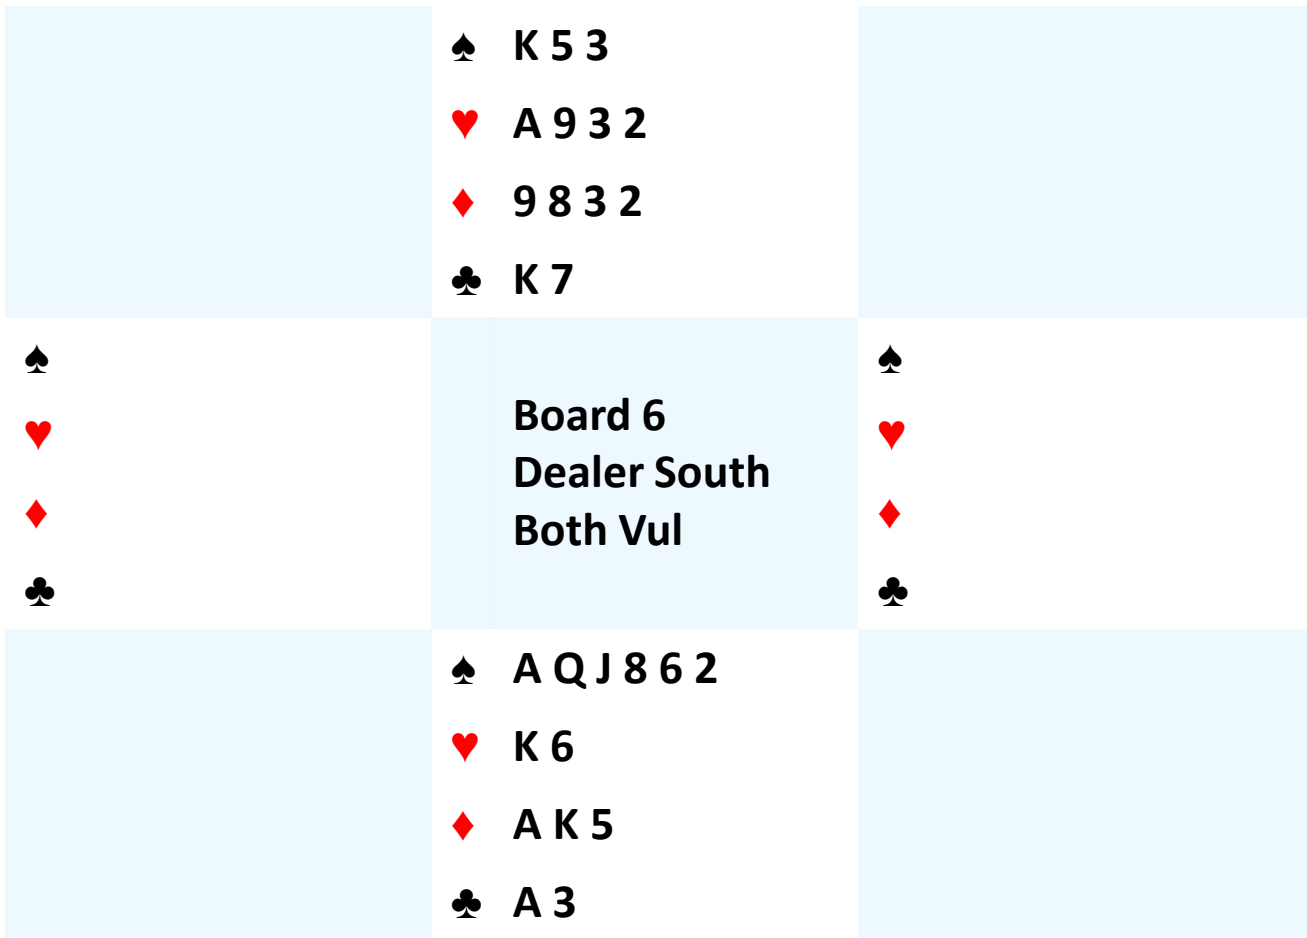 ♠ K 5 3
♥ A 9 3 2
♦ 9 8 3 2
♣ K 7
♠ ♠
♥ ♥
♦ ♦
♣ ♣
Board 6
Dealer South
Both Vul
♠ A Q J 8 6 2
♥ K 6
♦ A K 5
♣ A 3